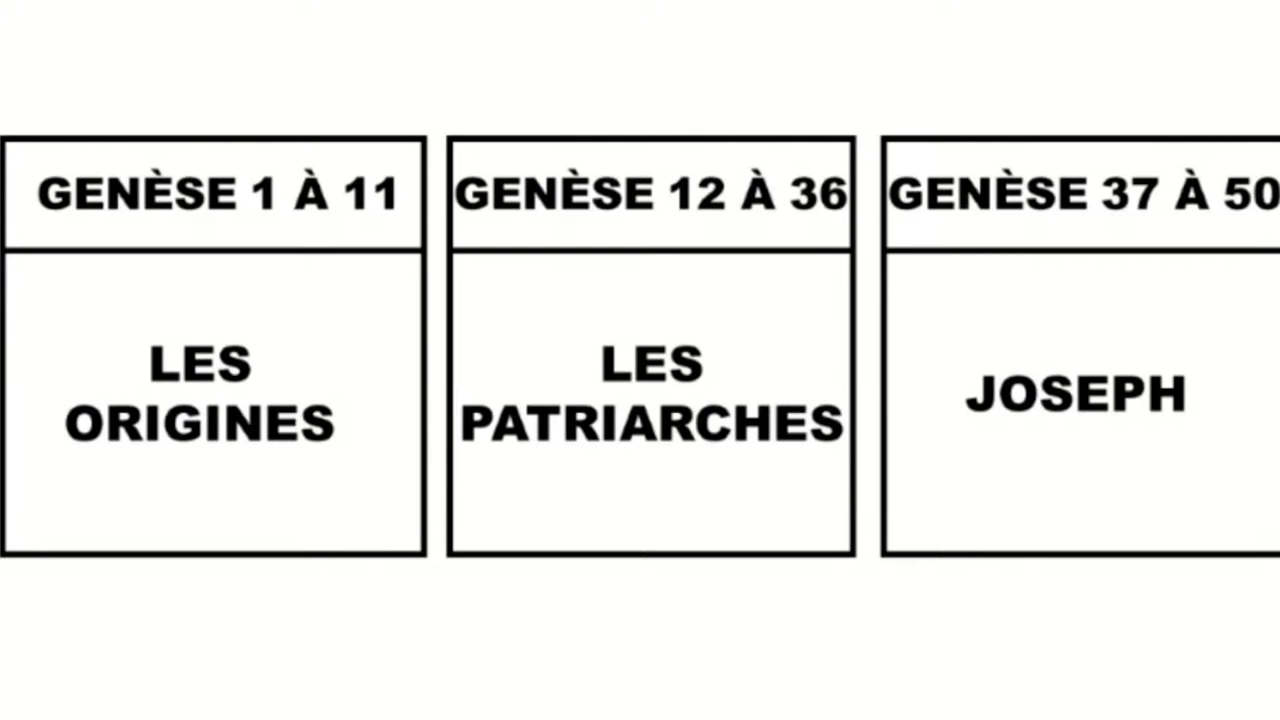 GENÈSE 1 À 11
LES
ORIGINES
GENÈSE 12 À 36
LES
PATRIARCHES
GENÈSE 37 À 50
JOSEPH